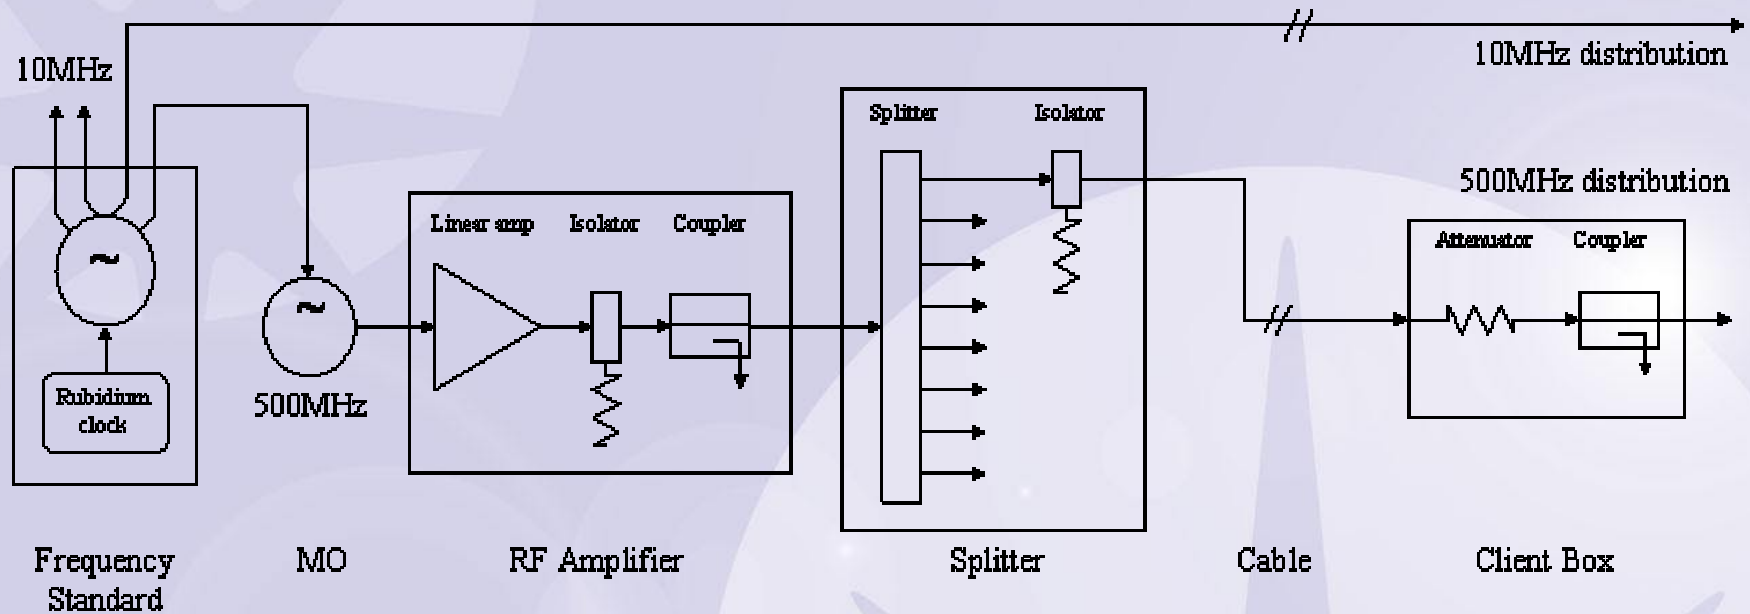 10MHz
10MHz distribution
Splitter
Isolator
500MHz distribution
Linear amp
Isolator
Coupler
Attenuator
Coupler
~
~
Rubidium
clock
500MHz
Frequency
Standard
MO
RF Amplifier
Splitter
Cable
Client Box